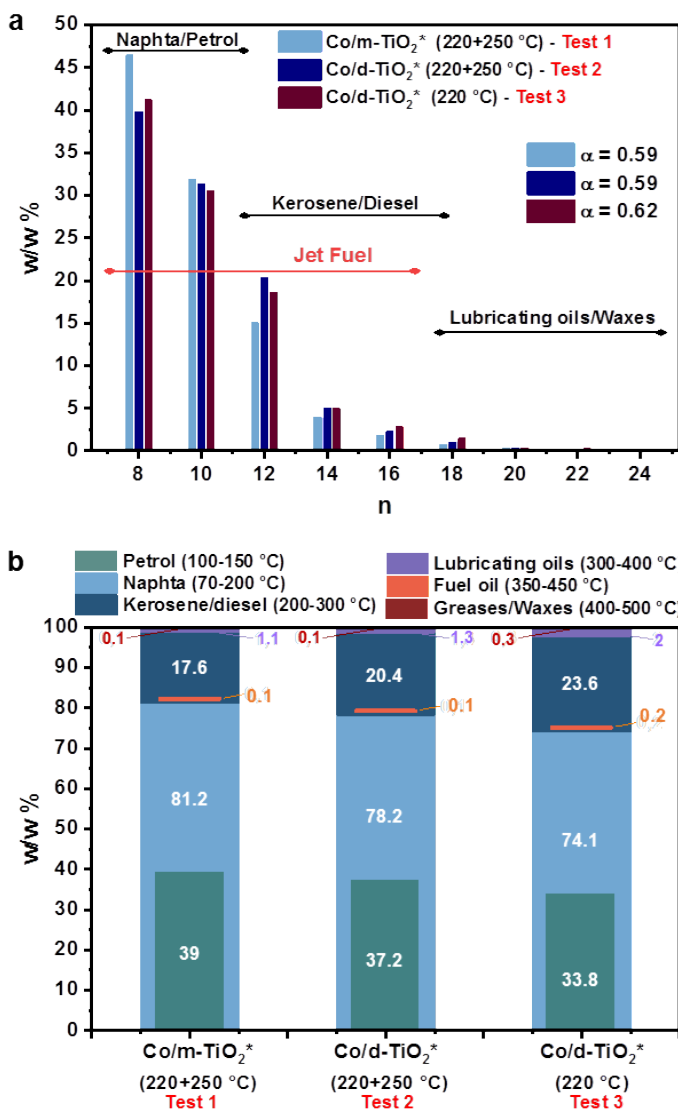 a
Naphta/Petrol
Co/m-TiO2* (220+250 °C) - Test 1
Co/d-TiO2* (220+250 °C) - Test 2
Co/d-TiO2* (220 °C) - Test 3
α = 0.59
α = 0.59
α = 0.62
Kerosene/Diesel
Jet Fuel
Lubricating oils/Waxes
w/w %
50
45
40
35
30
25
20
15
10
5
0
8 10 12 14 16 18 20 22 24
n
b
Petrol (100-150 °C)
Naphta (70-200 °C)
Kerosene/diesel (200-300 °C)
Lubricating oils (300-400 °C)
Fuel oil (350-450 °C)
Greases/Waxes (400-500 °C)
w/w %
100
90
80
70
60
50
40
30
20
10
0
0.1 1.1 0.1 1.3 0.3 2
17.6 20.4 23.6
0.1 0.1 0.2
81.2 78.2 74.1
39 37.2 33.8
Co/m-TiO2* Co/d-TiO2* Co/d-TiO2*
(220+250 °C) (220+250 °C) (220 °C)
Test 1 Test 2 Test 3